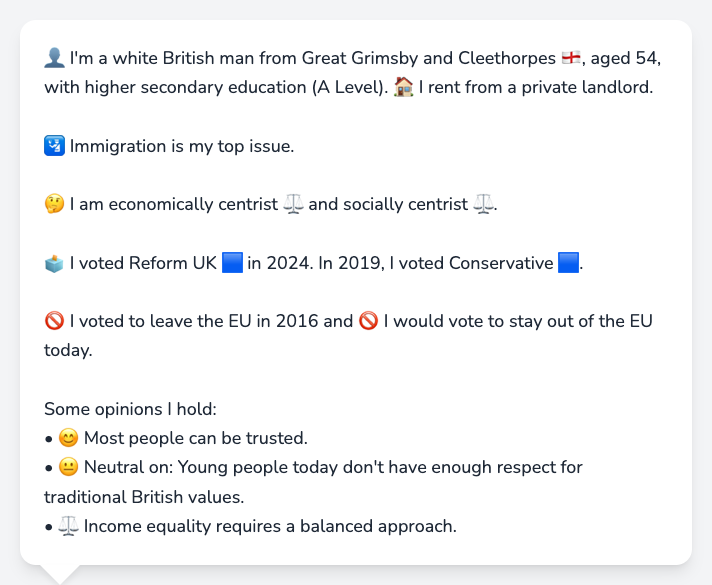 👤 I'm a white British man from Great Grimsby and Cleethorpes 🏴󠁧󠁢󠁥󠁮󠁧󠁿, aged 54,
with higher secondary education (A Level). 🏠 I rent from a private landlord.
🛂 Immigration is my top issue.
🤔 I am economically centrist ⚖️ and socially centrist ⚖️.
🗳️ I voted Reform UK 🟦 in 2024. In 2019, I voted Conservative 🟦.
🚫 I voted to leave the EU in 2016 and 🚫 I would vote to stay out of the EU
today.
Some opinions I hold:
• 😊 Most people can be trusted.
• 😐 Neutral on: Young people today don't have enough respect for
traditional British values.
• ⚖️ Income equality requires a balanced approach.